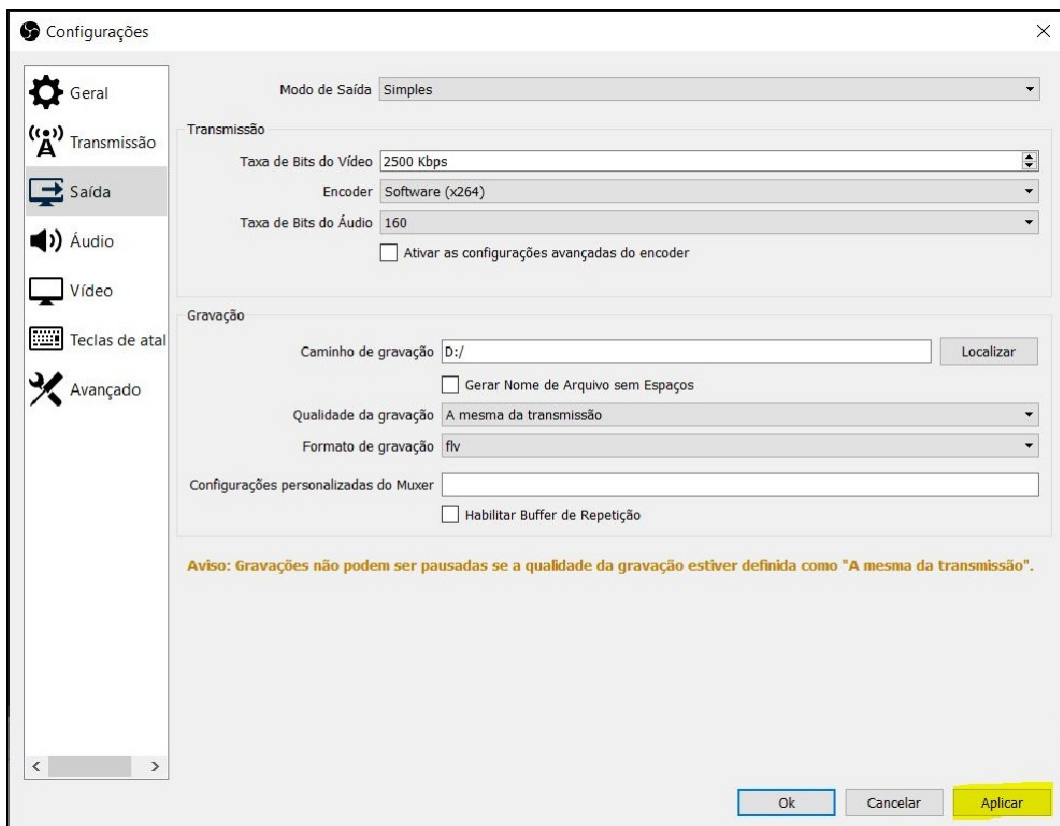 Configurações
Geral
Transmissão
Saída
Áudio
Vídeo
Teclas de atal
Avançado
Modo de Saída Simples
Transmissão
Taxa de Bits do Vídeo 2500 Kbps
Encoder Software (x264)
Taxa de Bits do Áudio 160
Ativar as configurações avançadas do encoder
Gravação
Caminho de gravação D:/ Localizar
Gerar Nome de Arquivo sem Espaços
Qualidade da gravação A mesma da transmissão
Formato de gravação flv
Configurações personalizadas do Muxer
Habilitar Buffer de Repetição
Aviso: Gravações não podem ser pausadas se a qualidade da gravação estiver definida como "A mesma da transmissão".
Ok Cancelar Aplicar